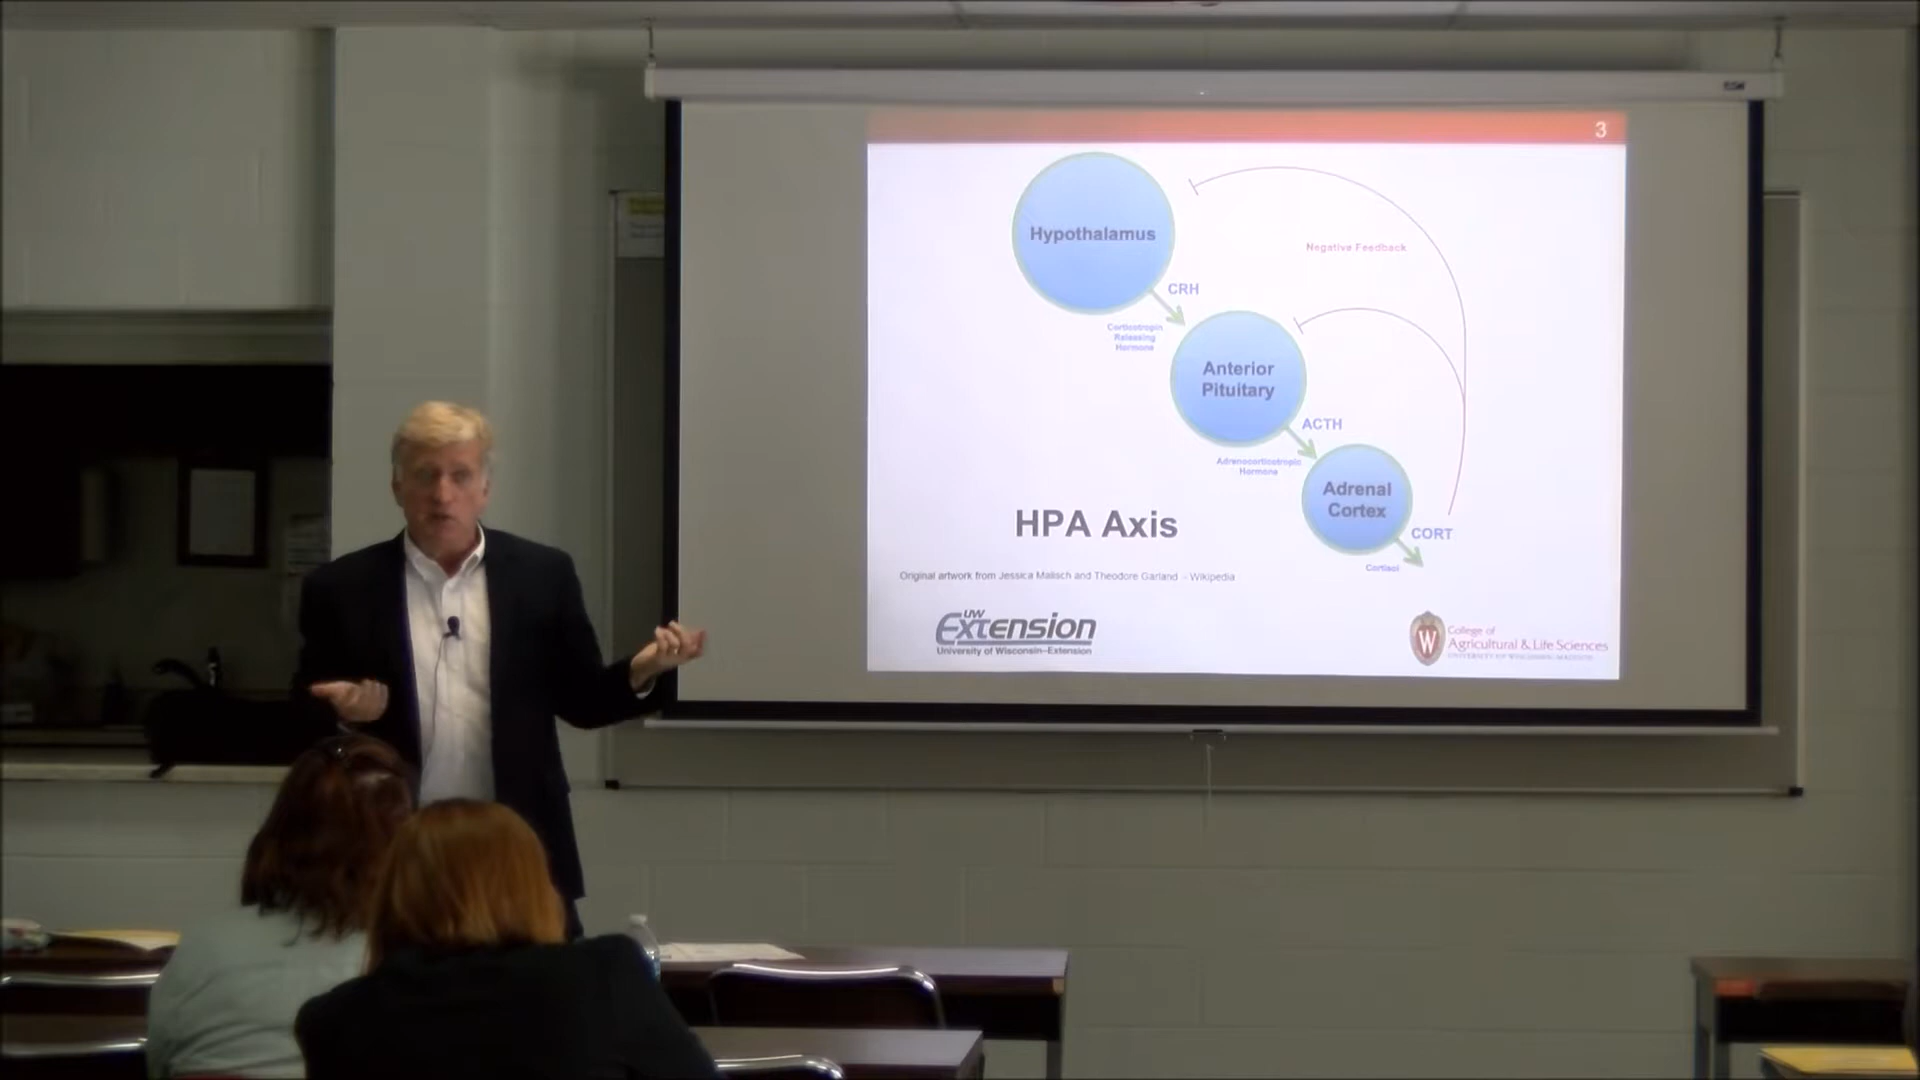 3
Hypothalamus
Negative Feedback
CRH
Corticotropin
Releasing
Hormone
Anterior
Pituitary
ACTH
Adrenocorticotropic
Hormone
Adrenal
Cortex
CORT
Cortisol
HPA Axis
Original artwork from Jessica Malisch and Theodore Garland - Wikipedia
UW
Extension
University of Wisconsin–Extension
W
College of
Agricultural & Life Sciences
UNIVERSITY OF WISCONSIN-MADISON